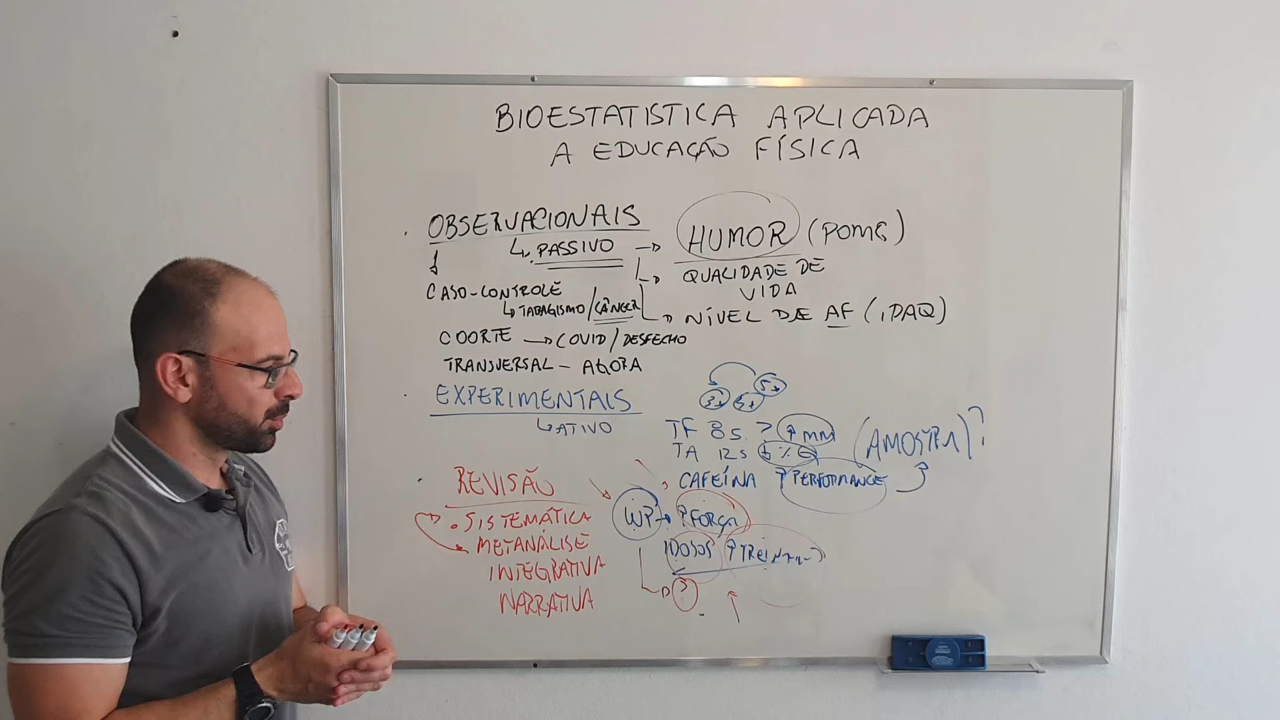 BIOESTATISTICA APLICADA
A EDUCAÇÃO FÍSICA
OBSERVACIONAIS
PASSIVO → HUMOR (POMS)
QUALIDADE DE
VIDA
CASO-CONTROLE
TABAGISMO/CÂNCER
NÍVEL DE AF (IPAQ)
COORTE → COVID/DESFECHO
TRANSVERSAL - AGORA
EXPERIMENTAIS
ATIVO
TF 8S. > ↑MM
(AMOSTRA)?
TA 12S ↓%G
CAFEÍNA ↑PERFORMANCE
REVISÃO
SISTEMÁTICA
WP → ↑FORÇA
METANÁLISE
IDOSOS
INTEGRATIVA
?
NARRATIVA